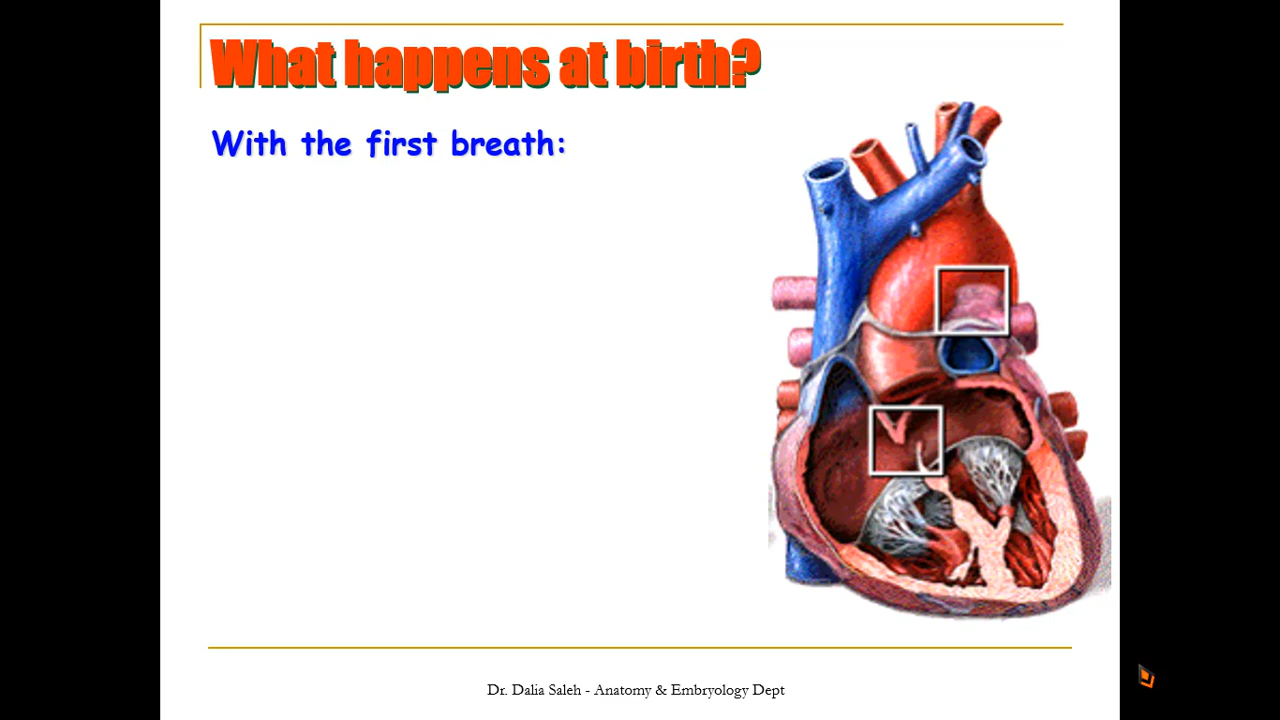 What happens at birth?
With the first breath:
Dr. Dalia Saleh - Anatomy & Embryology Dept